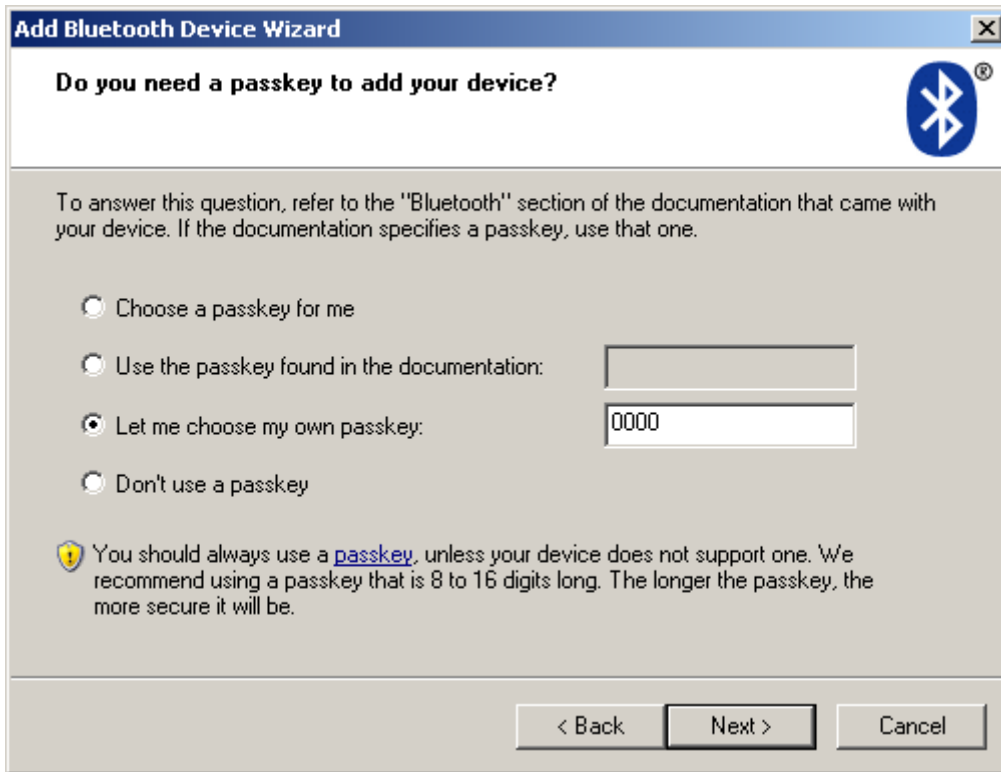 Add Bluetooth Device Wizard
Do you need a passkey to add your device?
®
To answer this question, refer to the "Bluetooth" section of the documentation that came with
your device. If the documentation specifies a passkey, use that one.
Choose a passkey for me
Use the passkey found in the documentation:
Let me choose my own passkey: 0000
Don't use a passkey
You should always use a passkey, unless your device does not support one. We
recommend using a passkey that is 8 to 16 digits long. The longer the passkey, the
more secure it will be.
< Back Next > Cancel